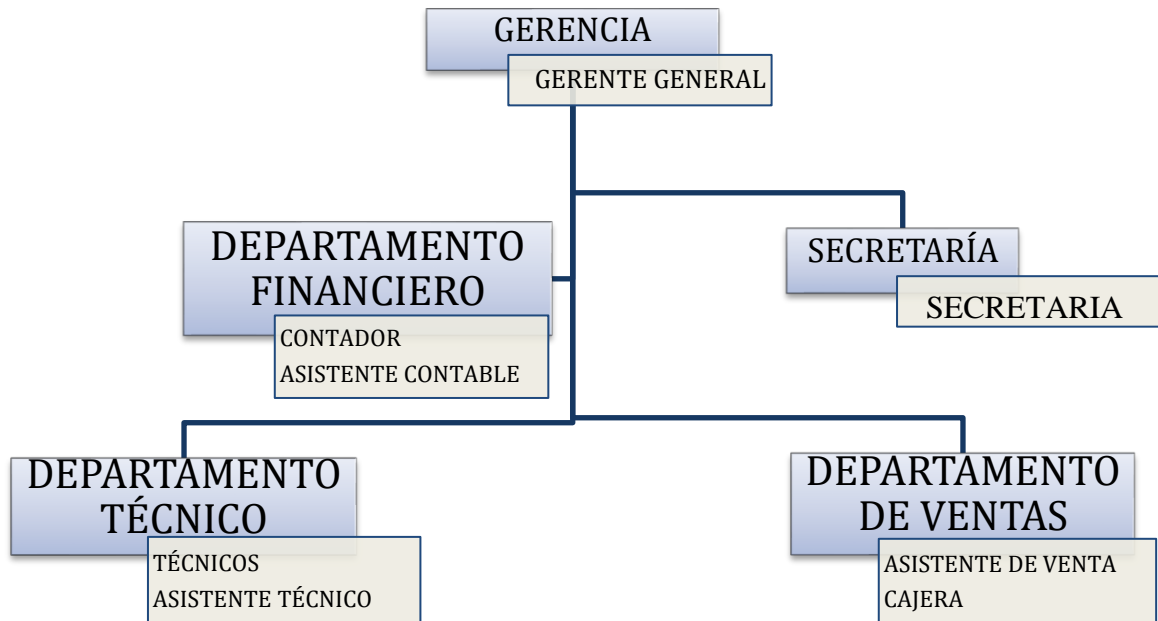 GERENCIA
GERENTE GENERAL
DEPARTAMENTO
FINANCIERO
CONTADOR
ASISTENTE CONTABLE
SECRETARÍA
SECRETARIA
DEPARTAMENTO
TÉCNICO
TÉCNICOS
ASISTENTE TÉCNICO
DEPARTAMENTO
DE VENTAS
ASISTENTE DE VENTA
CAJERA